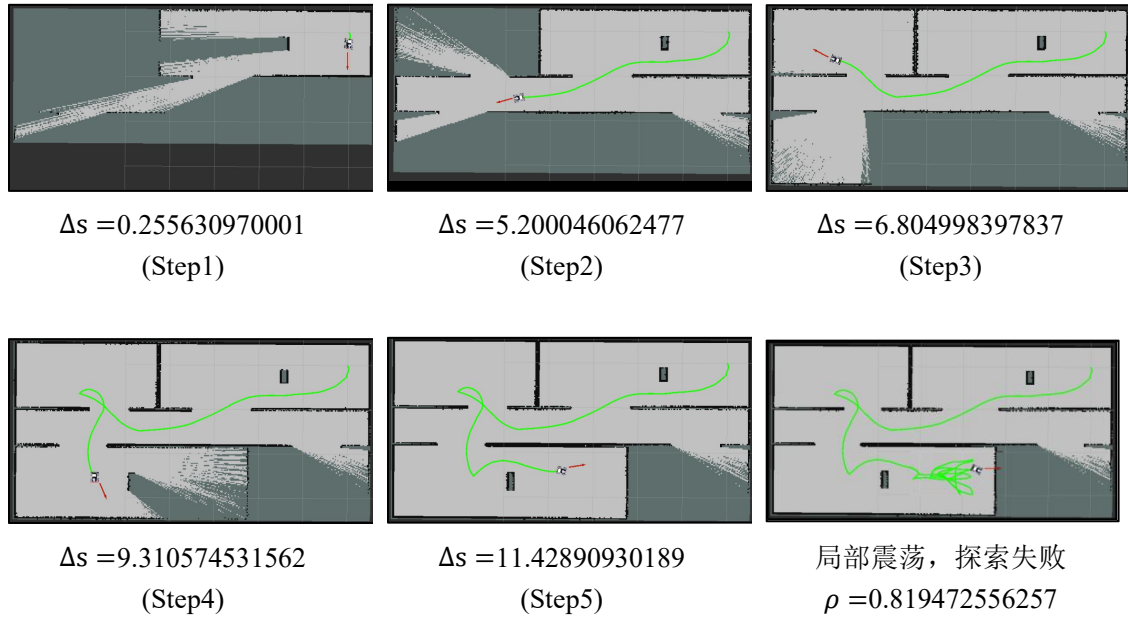 Δs =0.255630970001
(Step1)
Δs =5.200046062477
(Step2)
Δs =6.804998397837
(Step3)
Δs =9.310574531562
(Step4)
Δs =11.42890930189
(Step5)
局部震荡，探索失败
ρ =0.819472556257